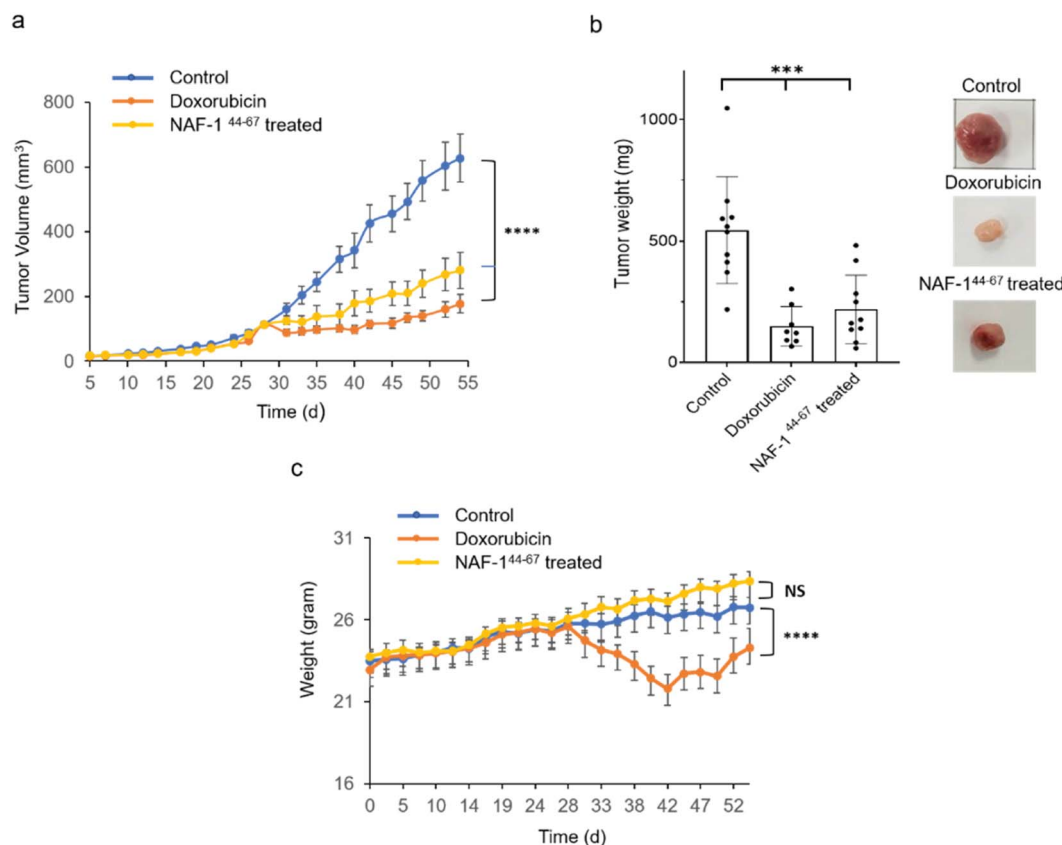 a
Control
Doxorubicin
NAF-1 44-67 treated
Tumor Volume (mm³)
800
600
400
200
0
5 10 15 20 25 30 35 40 45 50 55
Time (d)
****
b
***
Tumor weight (mg)
1000
500
0
Control
Doxorubicin
NAF-1 44-67 treated
Control
Doxorubicin
NAF-1⁴⁴⁻⁶⁷ treated
c
Control
Doxorubicin
NAF-1⁴⁴⁻⁶⁷ treated
Weight (gram)
31
26
21
16
0 5 10 14 19 24 28 33 38 42 47 52
Time (d)
NS
****